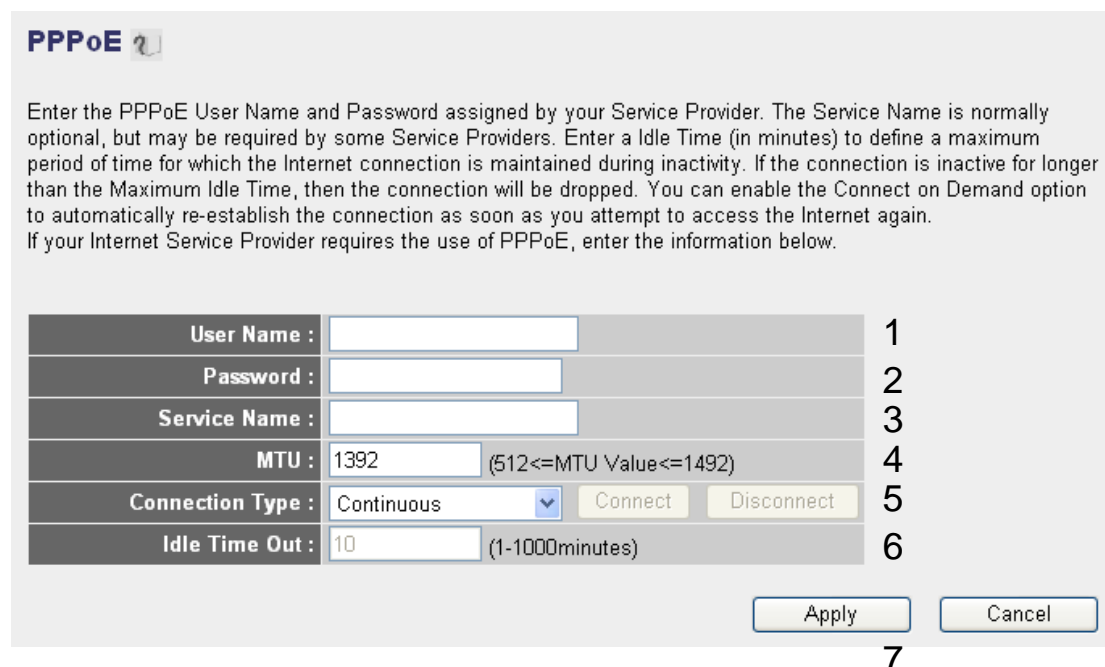 PPPoE
Enter the PPPoE User Name and Password assigned by your Service Provider. The Service Name is normally
optional, but may be required by some Service Providers. Enter a Idle Time (in minutes) to define a maximum
period of time for which the Internet connection is maintained during inactivity. If the connection is inactive for longer
than the Maximum Idle Time, then the connection will be dropped. You can enable the Connect on Demand option
to automatically re-establish the connection as soon as you attempt to access the Internet again.
If your Internet Service Provider requires the use of PPPoE, enter the information below.
User Name : 1
Password : 2
Service Name : 3
MTU : 1392 (512<=MTU Value<=1492) 4
Connection Type : Continuous Connect Disconnect 5
Idle Time Out : 10 (1-1000minutes) 6
Apply Cancel
7